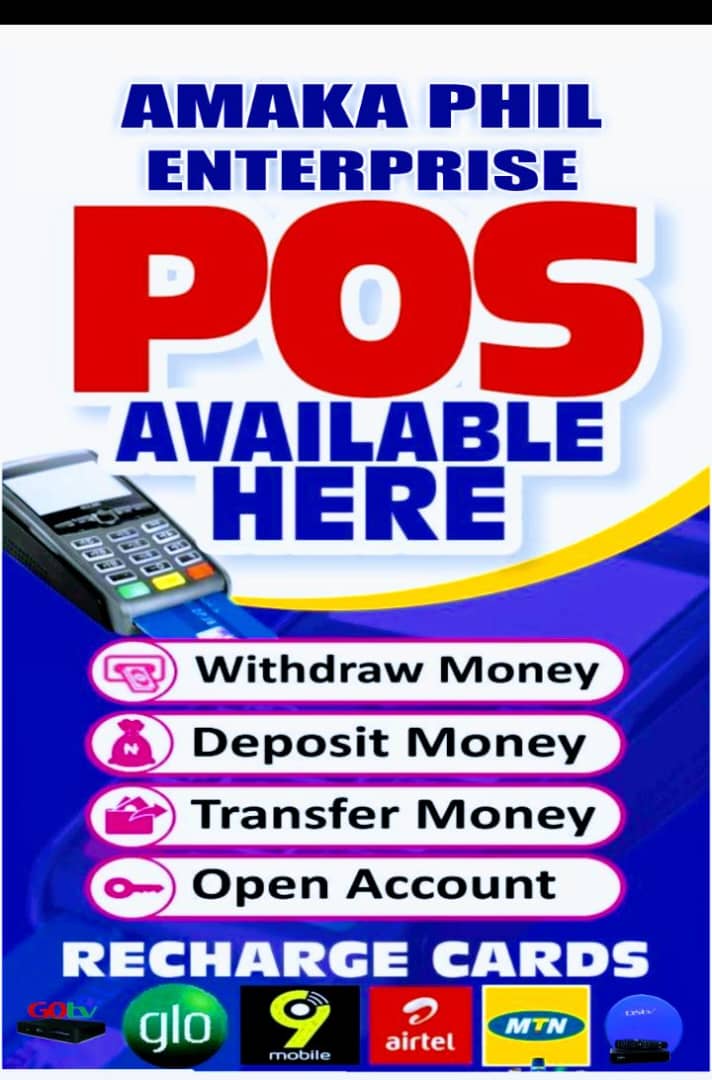 AMAKA PHIL
ENTERPRISE
POS
AVAILABLE
HERE
Withdraw Money
Deposit Money
Transfer Money
Open Account
RECHARGE CARDS
GOtv
glo
9
mobile
airtel
MTN
DStv